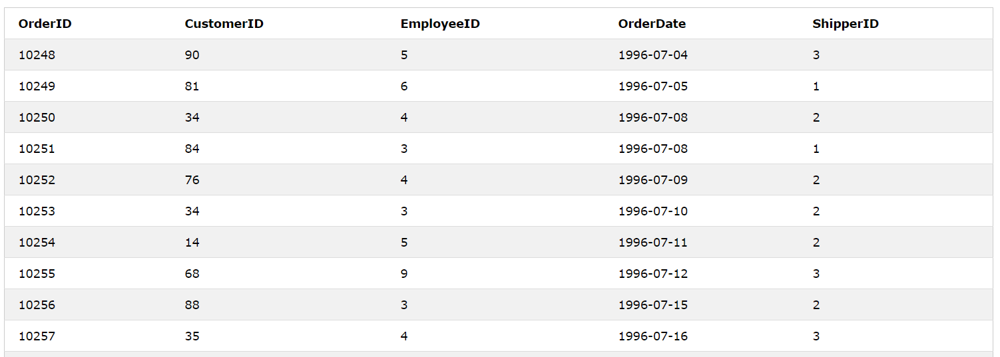 OrderID CustomerID EmployeeID OrderDate ShipperID
10248 90 5 1996-07-04 3
10249 81 6 1996-07-05 1
10250 34 4 1996-07-08 2
10251 84 3 1996-07-08 1
10252 76 4 1996-07-09 2
10253 34 3 1996-07-10 2
10254 14 5 1996-07-11 2
10255 68 9 1996-07-12 3
10256 88 3 1996-07-15 2
10257 35 4 1996-07-16 3